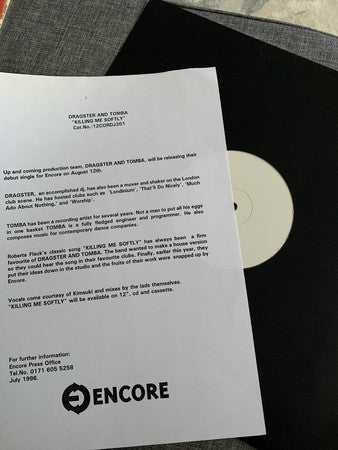 DRAGSTER AND TOMBA
"KILLING ME SOFTLY"
Cat.No.:12CORDJ201
Up and coming production team, DRAGSTER AND TOMBA, will be releasing their
debut single for Encore on August 12th.
DRAGSTER, an accomplished dj, has also been a mover and shaker on the London
club scene. He has hosted clubs such as 'Londinium', 'That'll Do Nicely', 'Much
Ado About Nothing,' and 'Worship'.
TOMBA has been a recording artist for several years. Not a man to put all his eggs
in one basket TOMBA is a fully fledged engineer and programmer. He also
composes music for contemporary dance companies.
Roberta Flack's classic song "KILLING ME SOFTLY" has always been a firm
favourite of DRAGSTER AND TOMBA. The band wanted to make a house version
so they could hear the song in their favourite clubs. Finally, earlier this year, they
put their ideas down in the studio and the fruits of their work were snapped up by
Encore.
Vocals come courtesy of Kimauki and mixes by the lads themselves.
"KILLING ME SOFTLY" will be available on 12", cd and cassette.
For further information:
Encore Press Office
Tel.No. 0171 605 5258
July 1996.
ENCORE